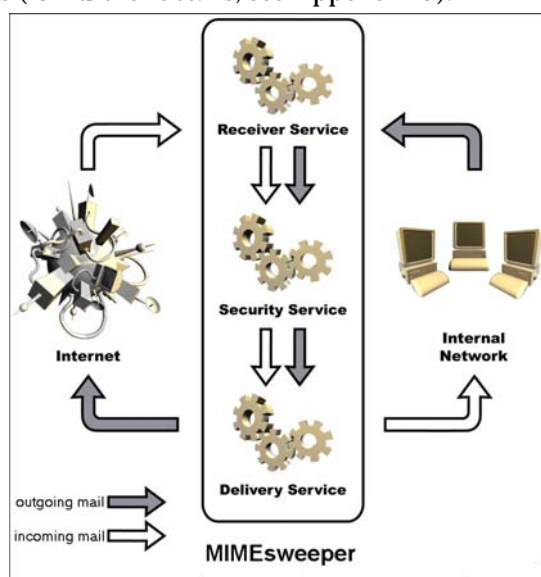 Receiver Service
Security Service
Internet
Internal
Network
Delivery Service
outgoing mail
incoming mail
MIMEsweeper